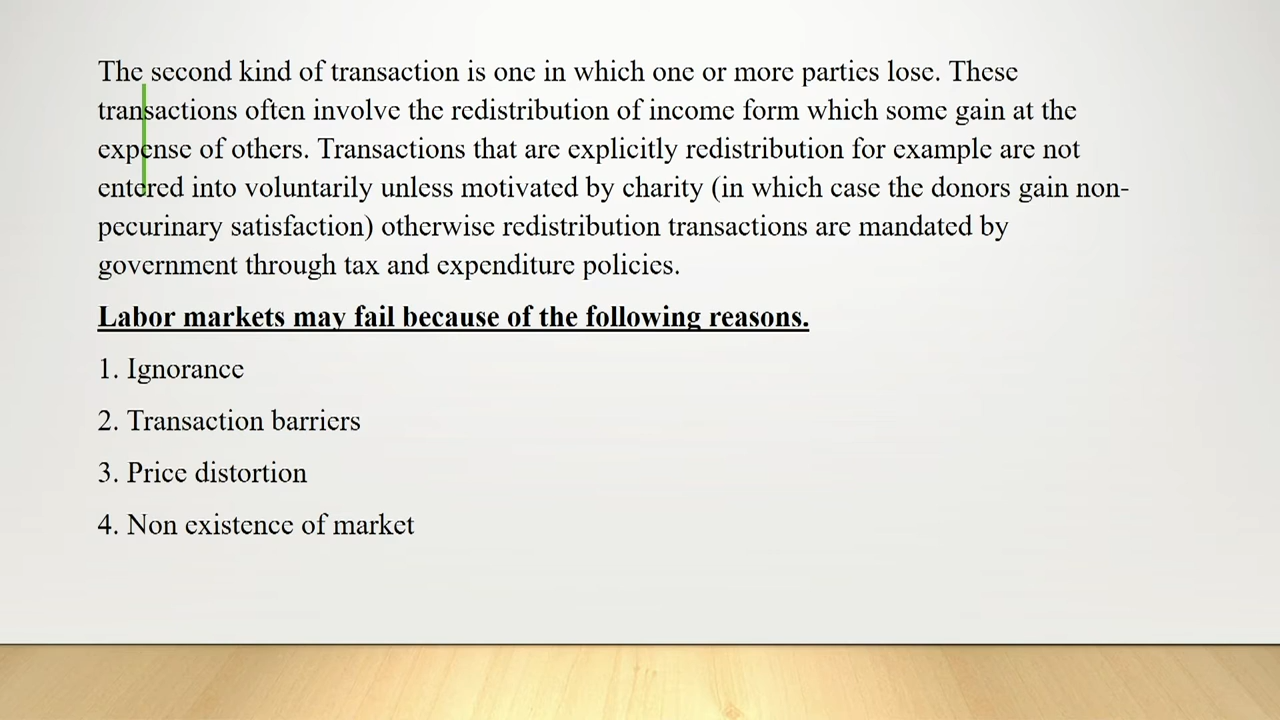 The second kind of transaction is one in which one or more parties lose. These
transactions often involve the redistribution of income form which some gain at the
expense of others. Transactions that are explicitly redistribution for example are not
entered into voluntarily unless motivated by charity (in which case the donors gain non-
pecurinary satisfaction) otherwise redistribution transactions are mandated by
government through tax and expenditure policies.
Labor markets may fail because of the following reasons.
1. Ignorance
2. Transaction barriers
3. Price distortion
4. Non existence of market